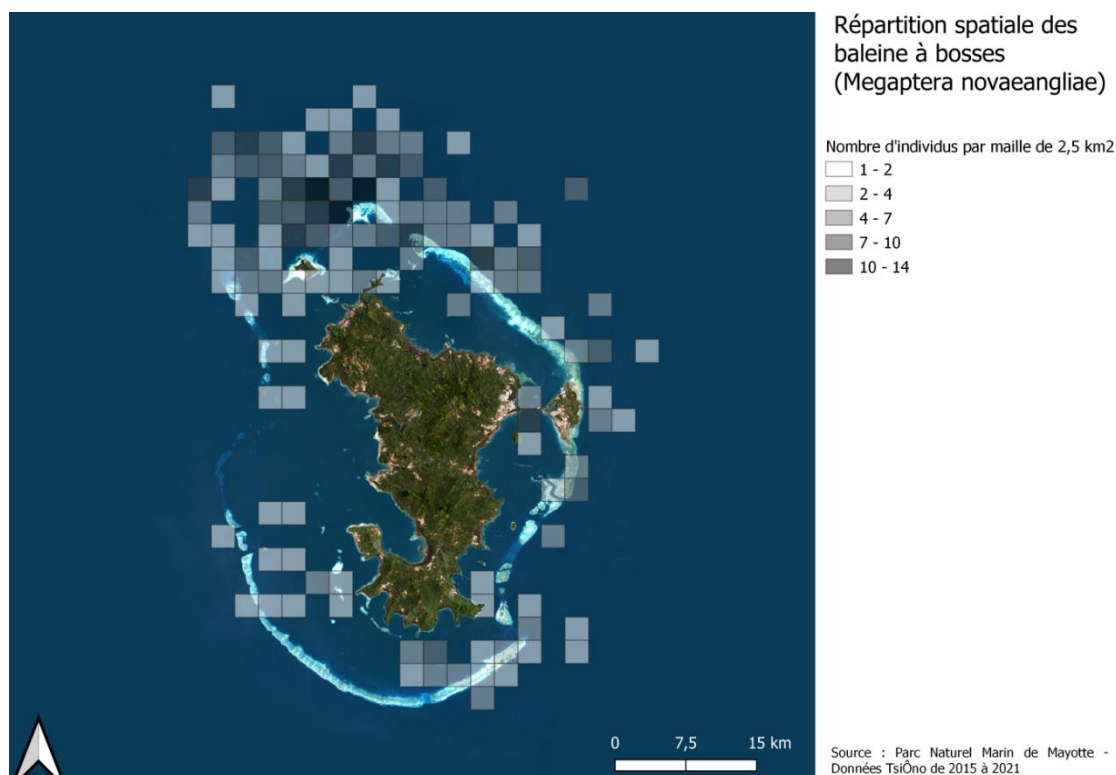 Répartition spatiale des
baleine à bosses
(Megaptera novaeangliae)
Nombre d'individus par maille de 2,5 km2
1 - 2
2 - 4
4 - 7
7 - 10
10 - 14
0 7,5 15 km
Source : Parc Naturel Marin de Mayotte -
Données TsiÔno de 2015 à 2021